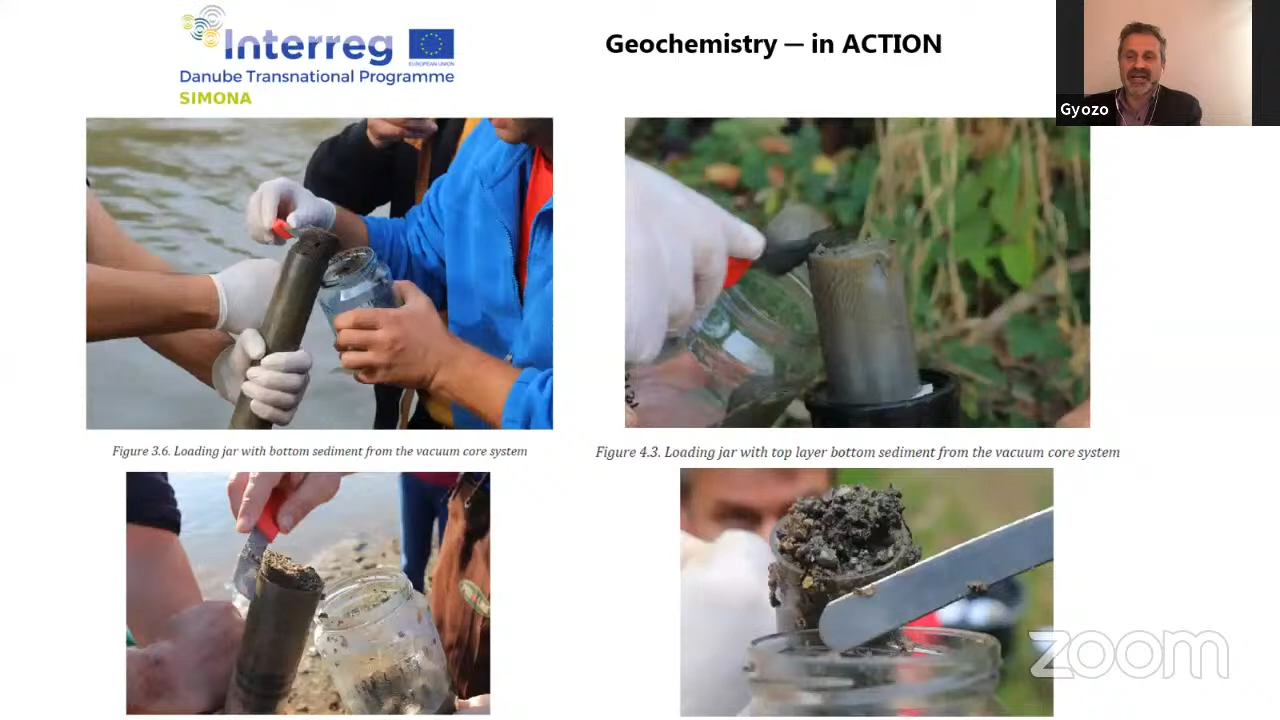 Interreg
EUROPEAN UNION
Danube Transnational Programme
SIMONA
Geochemistry — in ACTION
Gyozo
Figure 3.6. Loading jar with bottom sediment from the vacuum core system
Figure 4.3. Loading jar with top layer bottom sediment from the vacuum core system
zoom